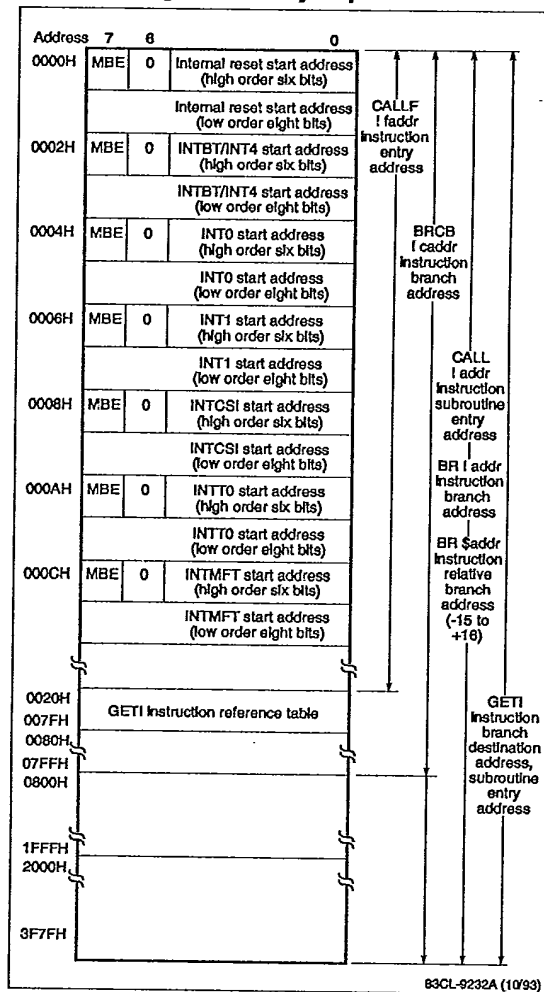 Address 7 6 0
0000H MBE 0 Internal reset start address
(high order six bits)
Internal reset start address
(low order eight bits)
0002H MBE 0 INTBT/INT4 start address
(high order six bits)
INTBT/INT4 start address
(low order eight bits)
0004H MBE 0 INT0 start address
(high order six bits)
INT0 start address
(low order eight bits)
0006H MBE 0 INT1 start address
(high order six bits)
INT1 start address
(low order eight bits)
0008H MBE 0 INTCSI start address
(high order six bits)
INTCSI start address
(low order eight bits)
000AH MBE 0 INTT0 start address
(high order six bits)
INTT0 start address
(low order eight bits)
000CH MBE 0 INTMFT start address
(high order six bits)
INTMFT start address
(low order eight bits)
0020H
GETI instruction reference table
007FH
0080H
07FFH
0800H
1FFFH
2000H
3F7FH
CALLF
! faddr
instruction
entry
address
BRCB
! caddr
instruction
branch
address
CALL
! addr
instruction
subroutine
entry
address
BR ! addr
instruction
branch
address
BR $addr
instruction
relative
branch
address
(-15 to
+16)
GETI
instruction
branch
destination
address,
subroutine
entry
address
83CL-9232A (10/93)